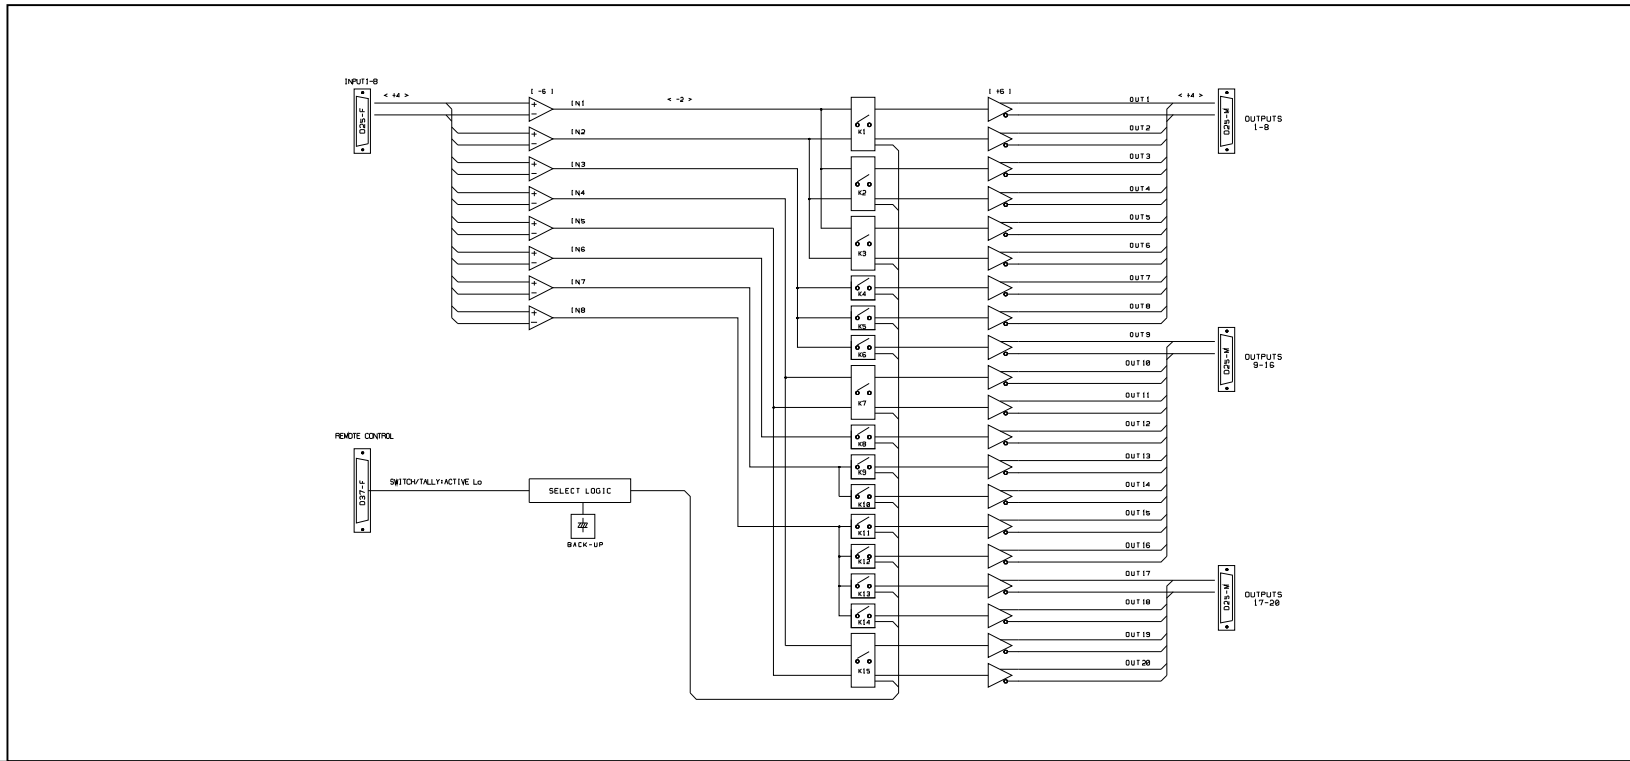 INPUT1-8
D25-F
< +4 >
[ -6 ]
< -2 >
[ +6 ]
< +4 >
IN1
IN2
IN3
IN4
IN5
IN6
IN7
IN8
K1
K2
K3
K4
K5
K6
K7
K8
K9
K10
K11
K12
K13
K14
K15
OUT1
OUT2
OUT3
OUT4
OUT5
OUT6
OUT7
OUT8
OUT9
OUT10
OUT11
OUT12
OUT13
OUT14
OUT15
OUT16
OUT17
OUT18
OUT19
OUT20
D25-M
OUTPUTS
1-8
D25-M
OUTPUTS
9-16
D25-M
OUTPUTS
17-20
REMOTE CONTROL
D37-F
SWITCH/TALLY:ACTIVE Lo
SELECT LOGIC
BACK-UP